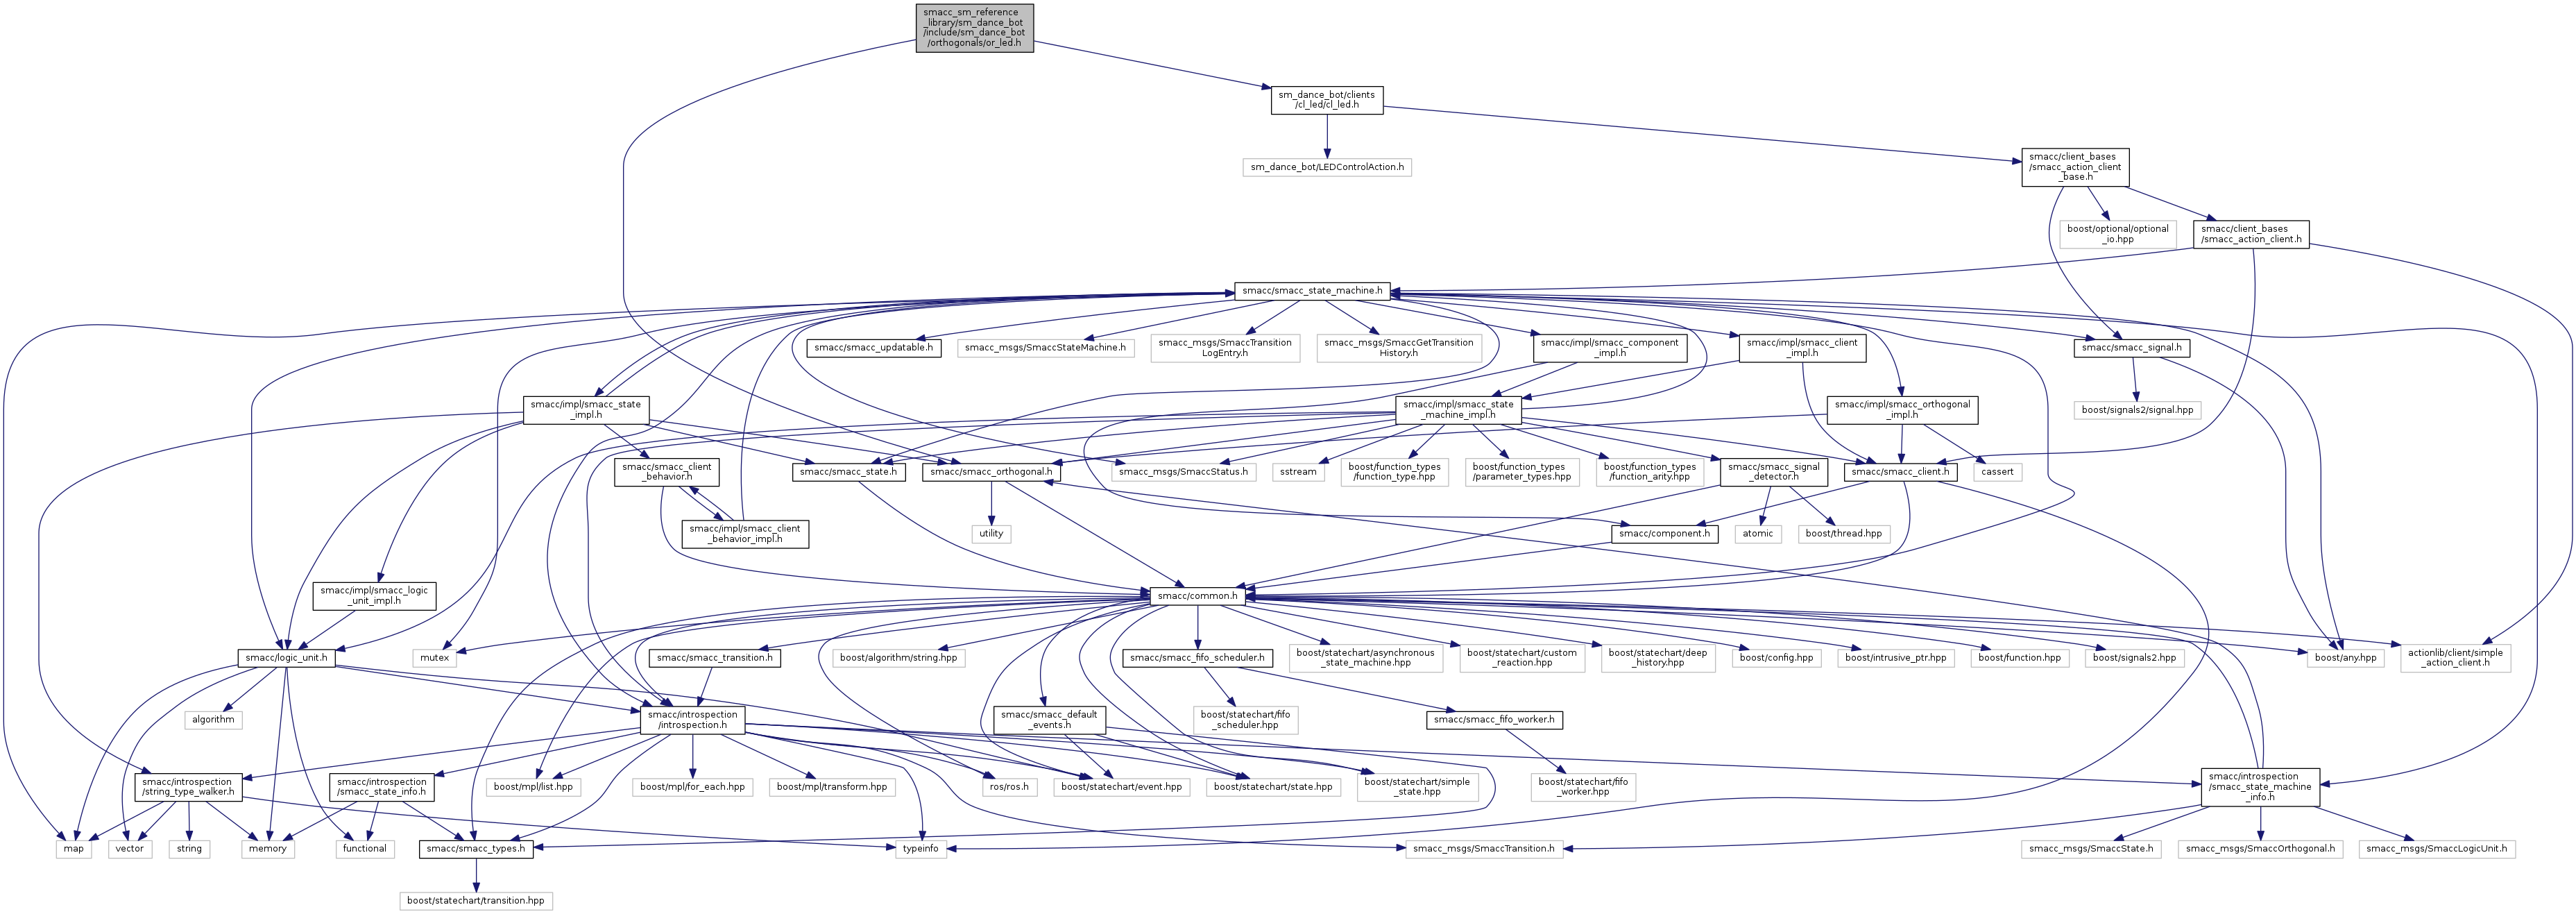 smacc_sm_reference
_library/sm_dance_bot
/include/sm_dance_bot
/orthogonals/or_led.h
sm_dance_bot/clients
/cl_led/cl_led.h
sm_dance_bot/LEDControlAction.h
smacc/client_bases
/smacc_action_client
_base.h
boost/optional/optional
_io.hpp
smacc/client_bases
/smacc_action_client.h
smacc/smacc_state_machine.h
smacc/smacc_updatable.h
smacc_msgs/SmaccStateMachine.h
smacc_msgs/SmaccTransition
LogEntry.h
smacc_msgs/SmaccGetTransition
History.h
smacc/impl/smacc_component
_impl.h
smacc/impl/smacc_client
_impl.h
smacc/smacc_signal.h
smacc/impl/smacc_state
_impl.h
smacc/impl/smacc_state
_machine_impl.h
smacc/impl/smacc_orthogonal
_impl.h
boost/signals2/signal.hpp
smacc/smacc_client
_behavior.h
smacc/smacc_state.h
smacc/smacc_orthogonal.h
smacc_msgs/SmaccStatus.h
sstream
boost/function_types
/function_type.hpp
boost/function_types
/parameter_types.hpp
boost/function_types
/function_arity.hpp
smacc/smacc_signal
_detector.h
smacc/smacc_client.h
cassert
smacc/impl/smacc_client
_behavior_impl.h
utility
smacc/component.h
atomic
boost/thread.hpp
smacc/impl/smacc_logic
_unit_impl.h
smacc/common.h
smacc/logic_unit.h
mutex
smacc/smacc_transition.h
boost/algorithm/string.hpp
smacc/smacc_fifo_scheduler.h
boost/statechart/asynchronous
_state_machine.hpp
boost/statechart/custom
_reaction.hpp
boost/statechart/deep
_history.hpp
boost/config.hpp
boost/intrusive_ptr.hpp
boost/function.hpp
boost/signals2.hpp
boost/any.hpp
actionlib/client/simple
_action_client.h
algorithm
smacc/introspection
/introspection.h
smacc/smacc_default
_events.h
boost/statechart/fifo
_scheduler.hpp
smacc/smacc_fifo_worker.h
smacc/introspection
/string_type_walker.h
smacc/introspection
/smacc_state_info.h
boost/mpl/list.hpp
boost/mpl/for_each.hpp
boost/mpl/transform.hpp
ros/ros.h
boost/statechart/event.hpp
boost/statechart/state.hpp
boost/statechart/simple
_state.hpp
boost/statechart/fifo
_worker.hpp
smacc/introspection
/smacc_state_machine
_info.h
map
vector
string
memory
functional
smacc/smacc_types.h
typeinfo
smacc_msgs/SmaccTransition.h
smacc_msgs/SmaccState.h
smacc_msgs/SmaccOrthogonal.h
smacc_msgs/SmaccLogicUnit.h
boost/statechart/transition.hpp